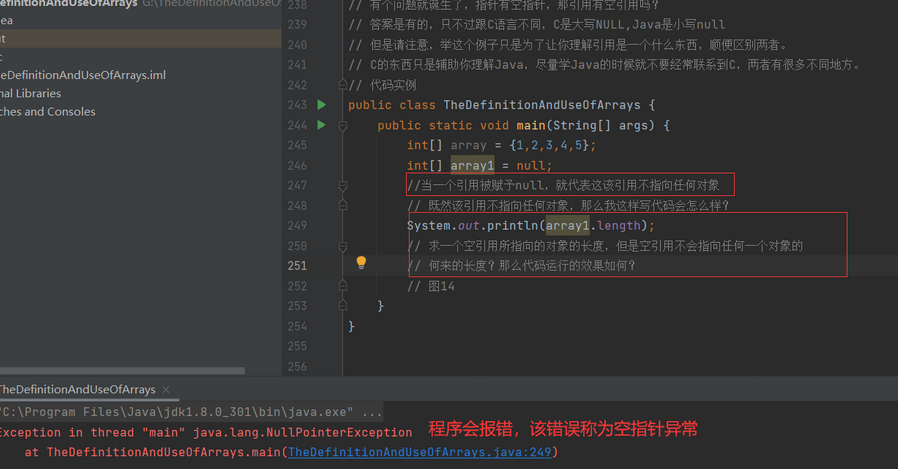 TheDefinitionAndUseOfArrays G:\TheDefinitionAndUseOfArrays
ea
t
c
eDefinitionAndUseOfArrays.iml
rnal Libraries
tches and Consoles
238 // 有个问题就诞生了，指针有空指针，那引用有空引用吗？
239 // 答案是有的，只不过跟C语言不同，C是大写NULL,Java是小写null
240 // 但是请注意，举这个例子只是为了让你理解引用是一个什么东西，顺便区别两者。
241 // C的东西只是辅助你理解Java，尽量学Java的时候就不要经常联系到C，两者有很多不同地方。
242 // 代码实例
243 public class TheDefinitionAndUseOfArrays {
244 public static void main(String[] args) {
245 int[] array = {1,2,3,4,5};
246 int[] array1 = null;
247 //当一个引用被赋予null，就代表这该引用不指向任何对象
248 // 既然该引用不指向任何对象，那么我这样写代码会怎么样？
249 System.out.println(array1.length);
250 // 求一个空引用所指向的对象的长度，但是空引用不会指向任何一个对象的
251 // 何来的长度？那么代码运行的效果如何？
252 // 图14
253 }
254 }
255
256
TheDefinitionAndUseOfArrays ×
"C:\Program Files\Java\jdk1.8.0_301\bin\java.exe" ...
Exception in thread "main" java.lang.NullPointerException 程序会报错，该错误称为空指针异常
at TheDefinitionAndUseOfArrays.main(TheDefinitionAndUseOfArrays.java:249)